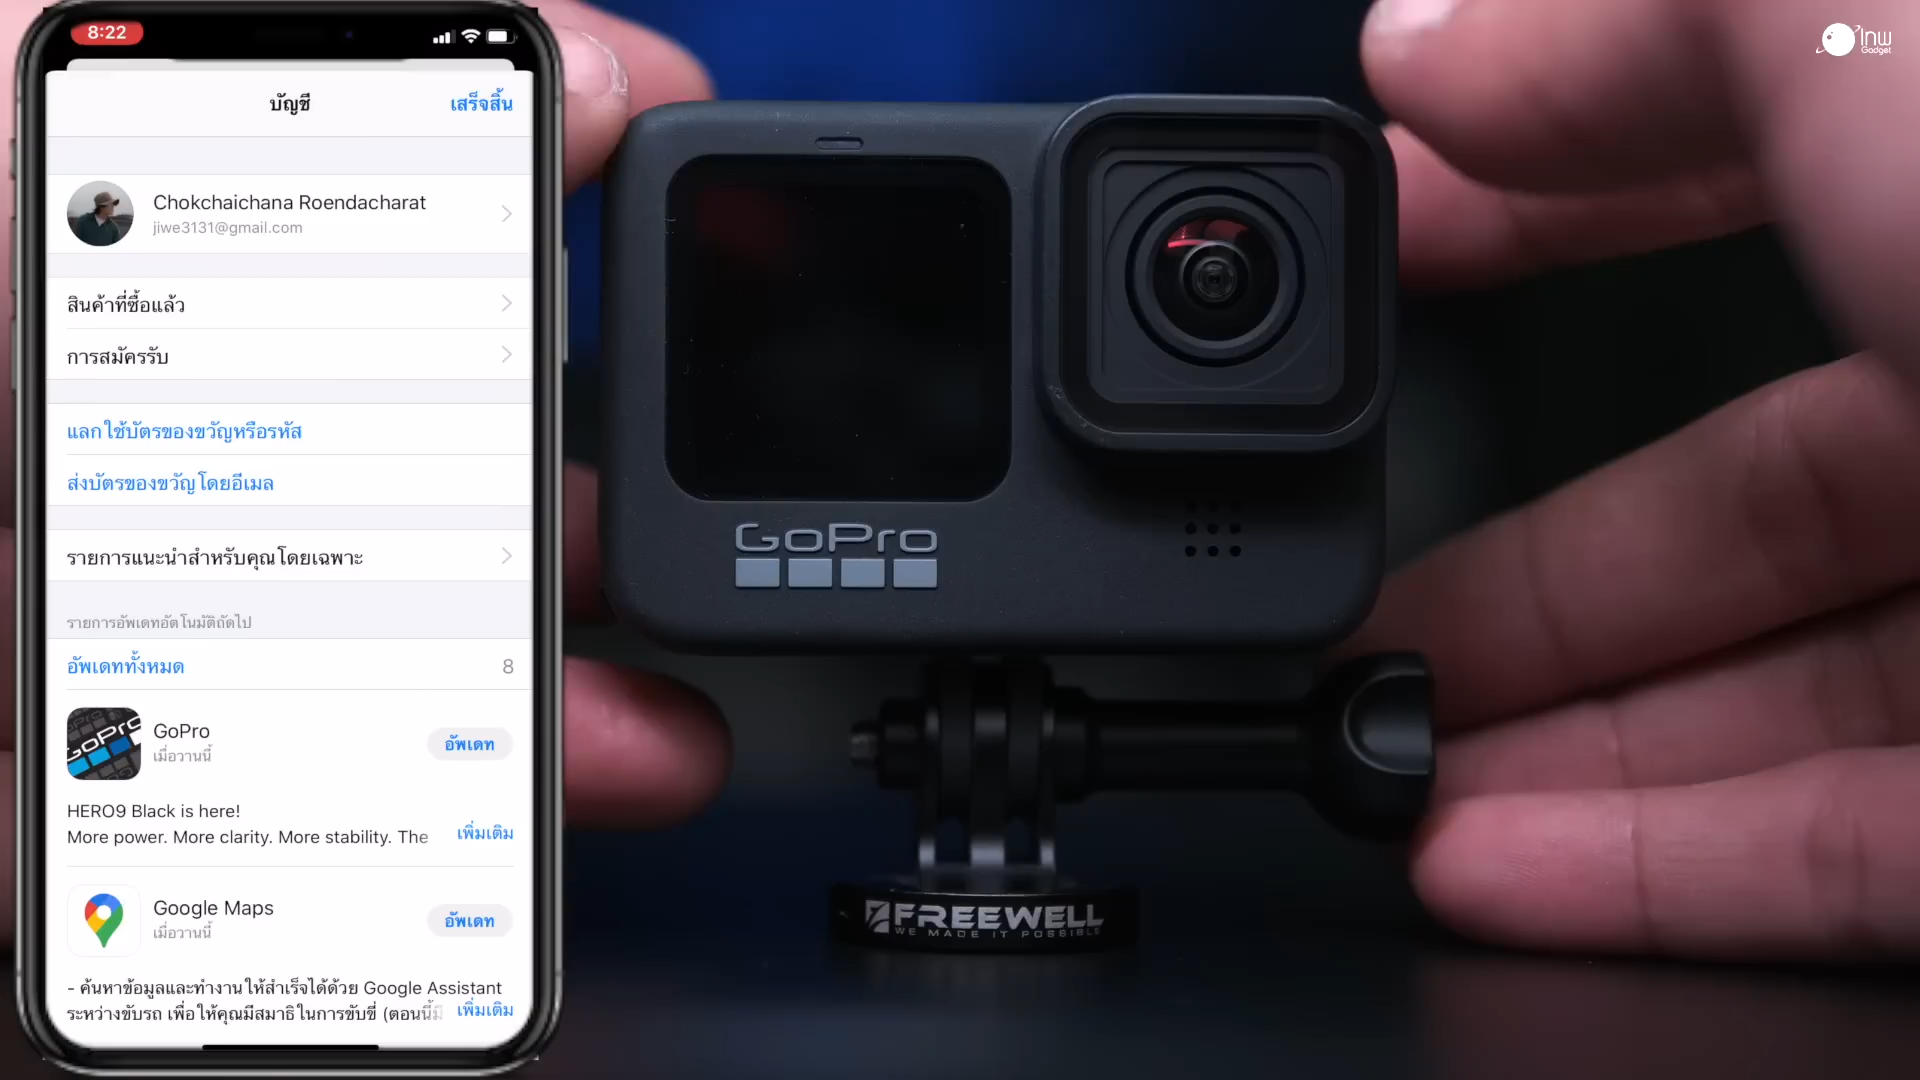 8:22
บัญชี
เสร็จสิ้น
Chokchaichana Roendacharat
jiwe3131@gmail.com
สินค้าที่ซื้อแล้ว
การสมัครรับ
แลกใช้บัตรของขวัญหรือรหัส
ส่งบัตรของขวัญโดยอีเมล
รายการแนะนำสำหรับคุณโดยเฉพาะ
รายการอัพเดทอัตโนมัติถัดไป
อัพเดททั้งหมด 8
GoPro
GoPro
เมื่อวานนี้
อัพเดท
HERO9 Black is here!
More power. More clarity. More stability. The
เพิ่มเติม
Google Maps
เมื่อวานนี้
อัพเดท
- ค้นหาข้อมูลและทำงานให้สำเร็จได้ด้วย Google Assistant
ระหว่างขับรถ เพื่อให้คุณมีสมาธิในการขับขี่ (ตอนนี้มี
เพิ่มเติม
GoPro
FREEWELL
WE MADE IT POSSIBLE
lnw
Gadget